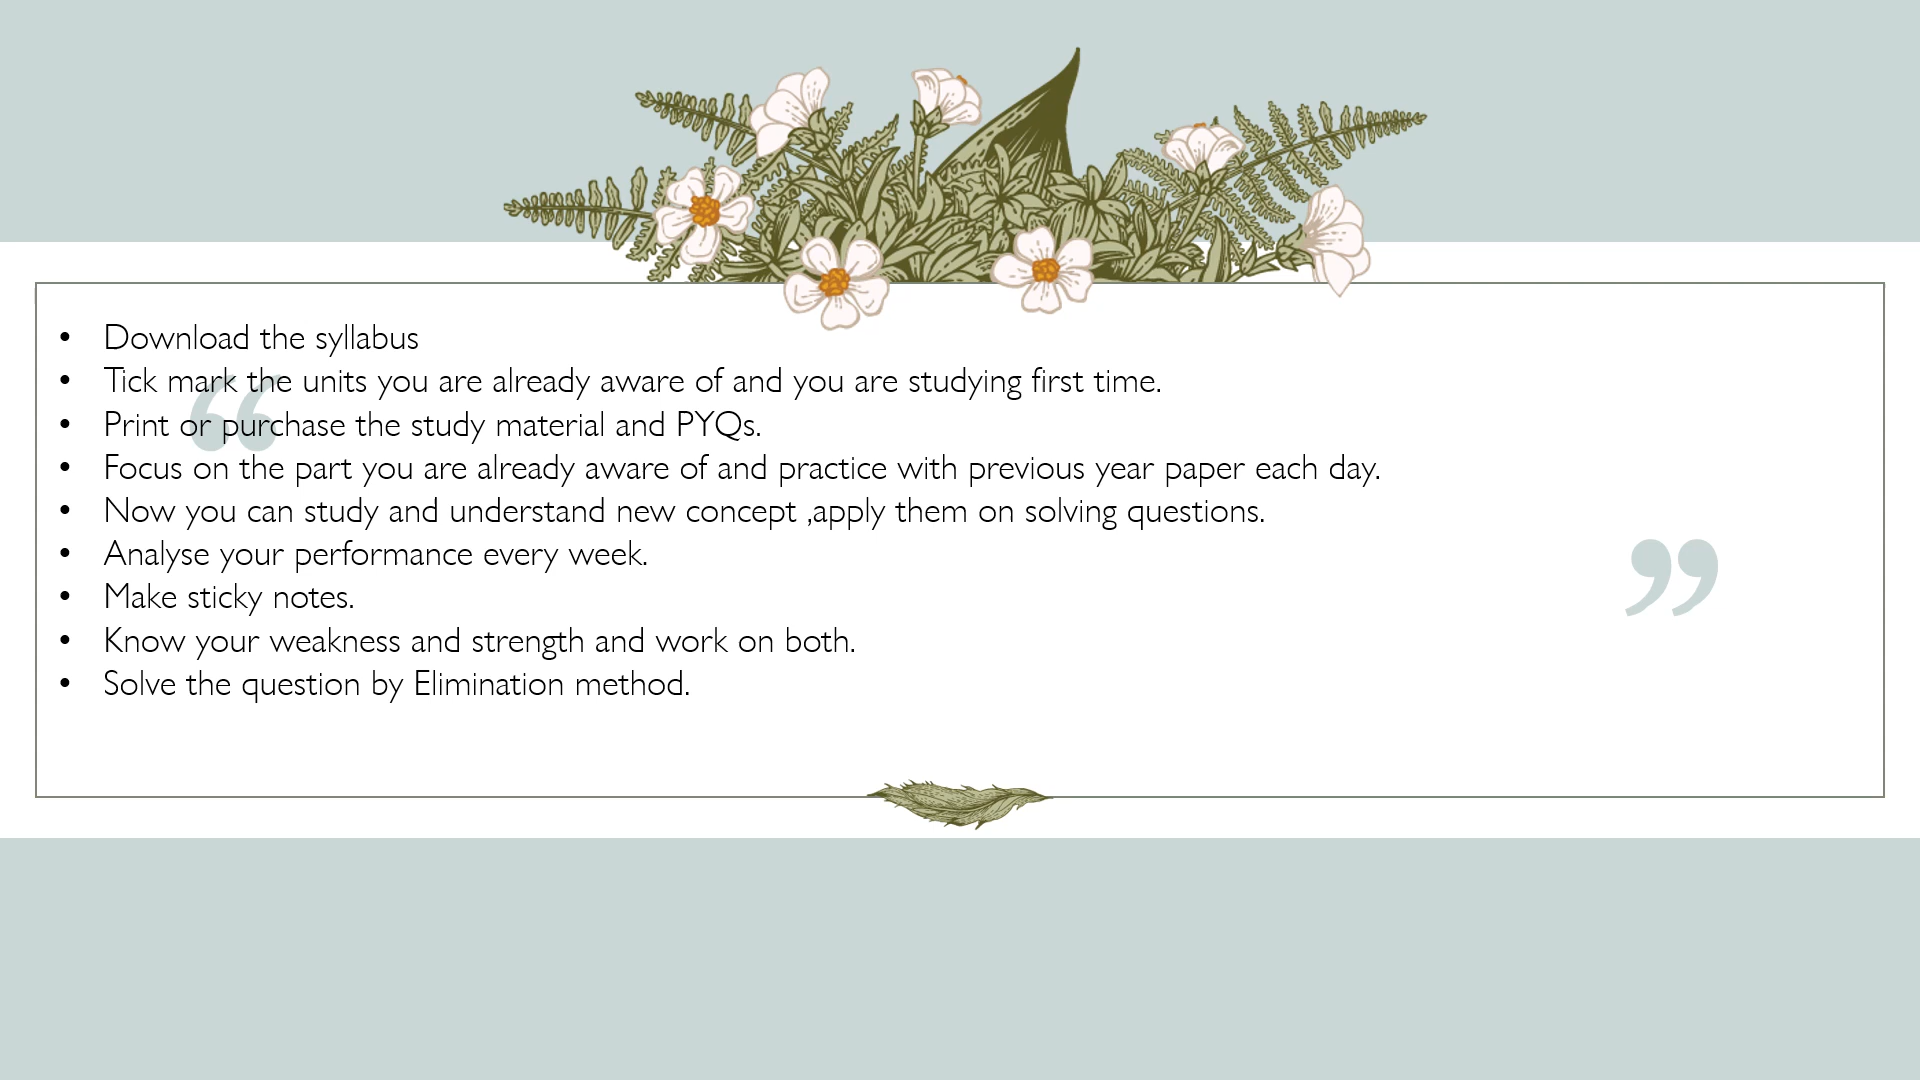 • Download the syllabus
• Tick mark the units you are already aware of and you are studying first time.
• Print or purchase the study material and PYQs.
• Focus on the part you are already aware of and practice with previous year paper each day.
• Now you can study and understand new concept ,apply them on solving questions.
• Analyse your performance every week.
• Make sticky notes.
• Know your weakness and strength and work on both.
• Solve the question by Elimination method.